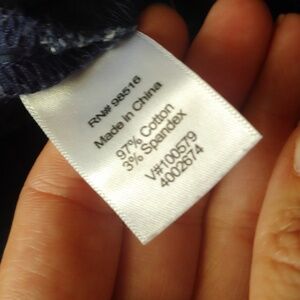 RN# 98516
Made in China
97% Cotton
3% Spandex
V#100579
4002674